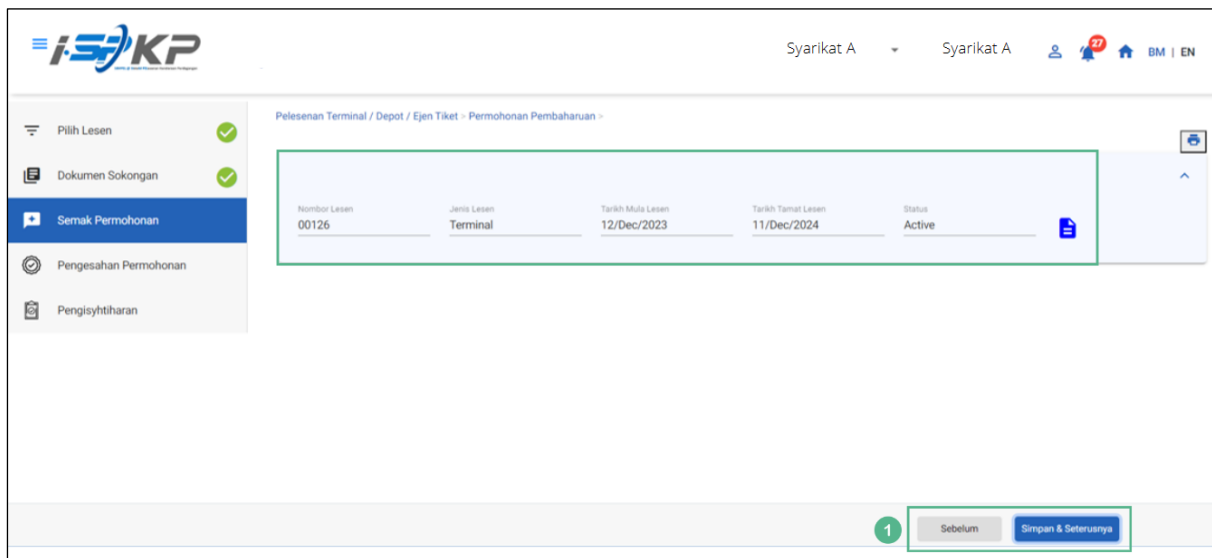 i-SPKP
Syarikat A Syarikat A 27 BM | EN
Pilih Lesen
Dokumen Sokongan
Semak Permohonan
Pengesahan Permohonan
Pengisyhtiharan
Pelesenan Terminal / Depot / Ejen Tiket > Permohonan Pembaharuan >
Nombor Lesen Jenis Lesen Tarikh Mula Lesen Tarikh Tamat Lesen Status
00126 Terminal 12/Dec/2023 11/Dec/2024 Active
1 Sebelum Simpan & Seterusnya